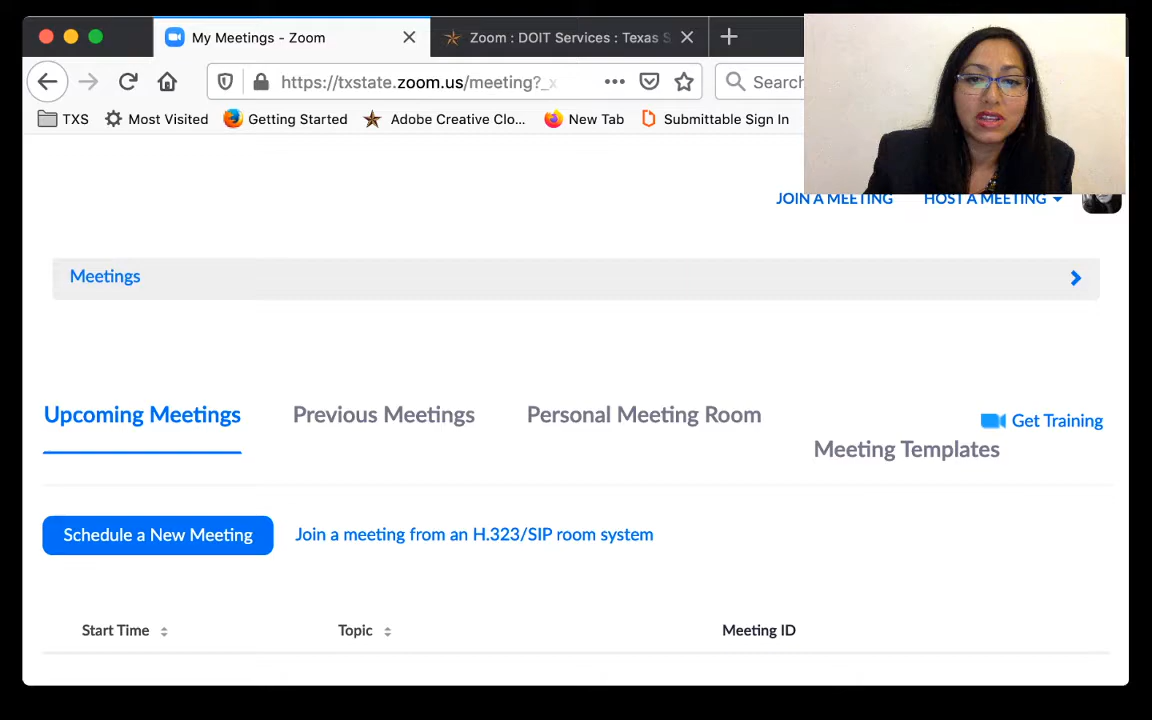 My Meetings - Zoom
Zoom : DOIT Services : Texas S
https://txstate.zoom.us/meeting?_x
Search
TXS
Most Visited
Getting Started
Adobe Creative Clo...
New Tab
Submittable Sign In
JOIN A MEETING
HOST A MEETING
Meetings
Upcoming Meetings
Previous Meetings
Personal Meeting Room
Get Training
Meeting Templates
Schedule a New Meeting
Join a meeting from an H.323/SIP room system
Start Time
Topic
Meeting ID